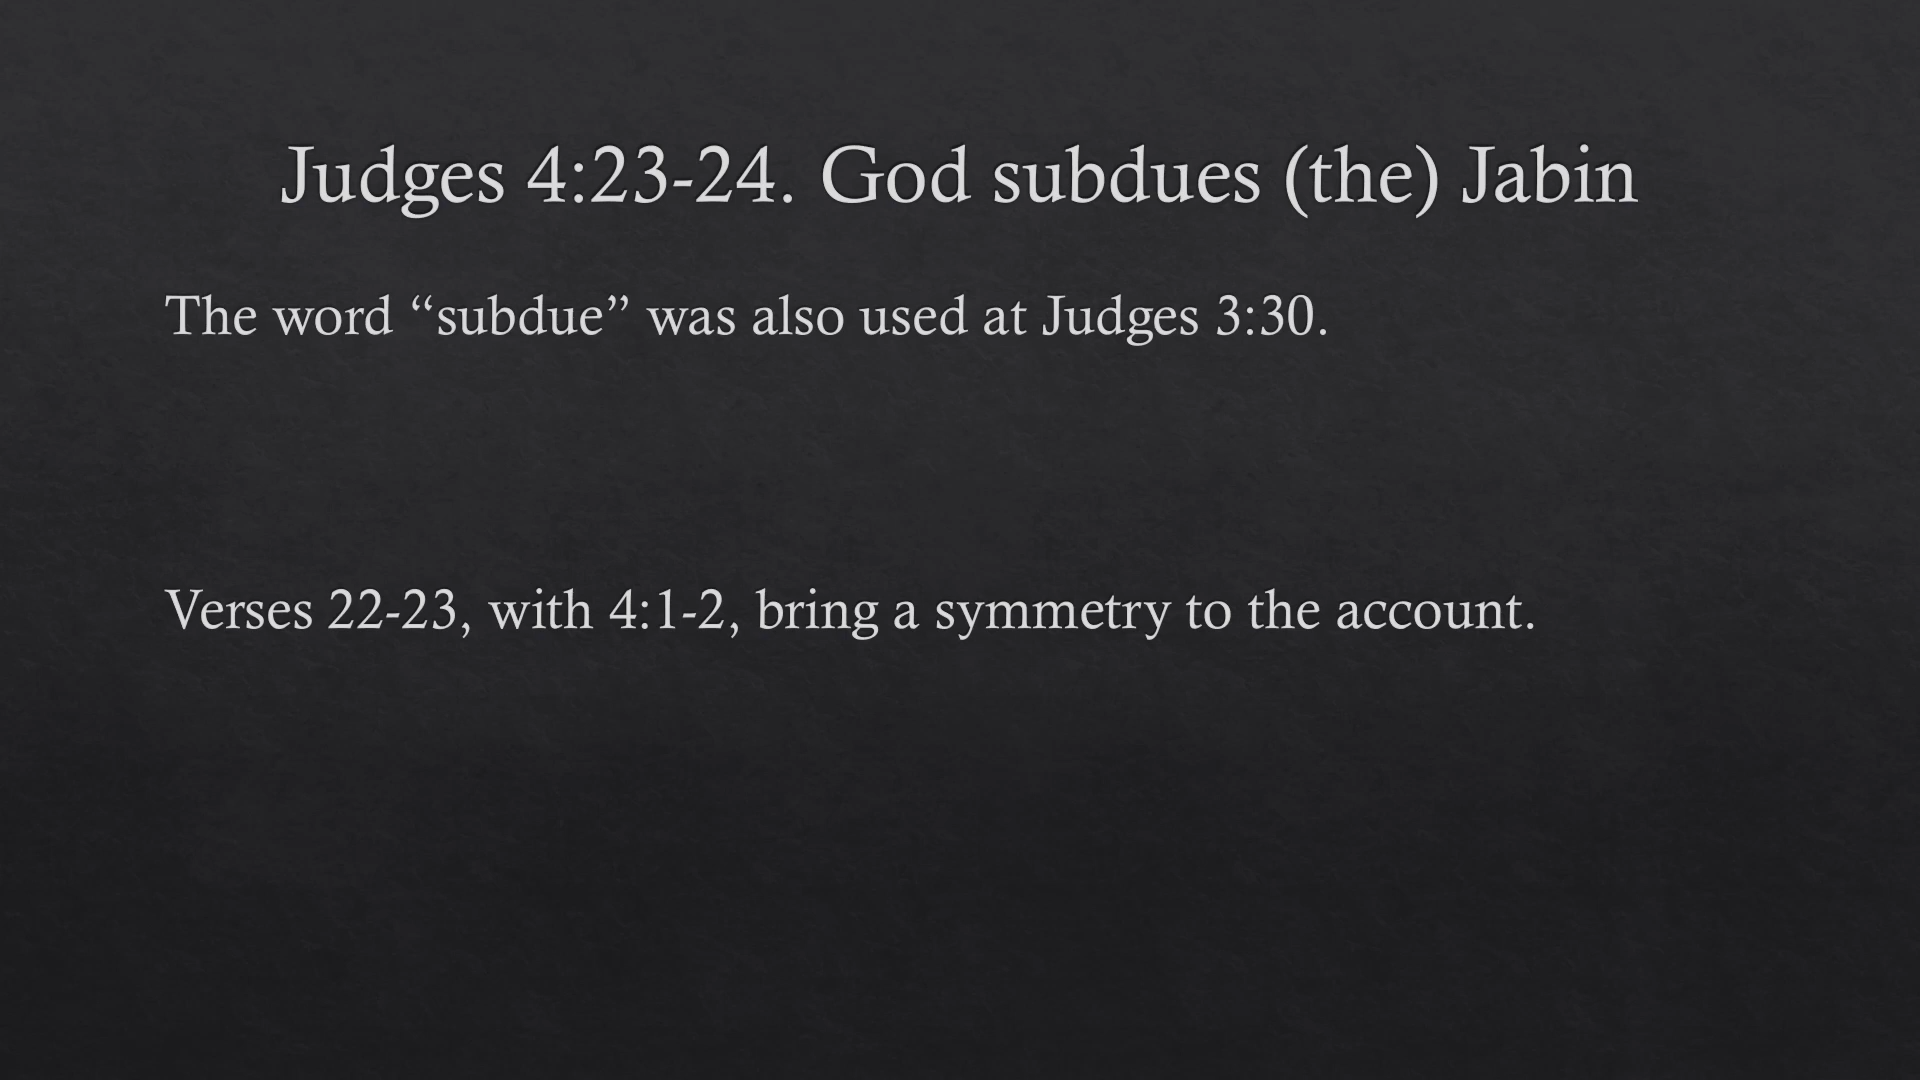 Judges 4:23-24. God subdues (the) Jabin
The word “subdue” was also used at Judges 3:30.
Verses 22-23, with 4:1-2, bring a symmetry to the account.